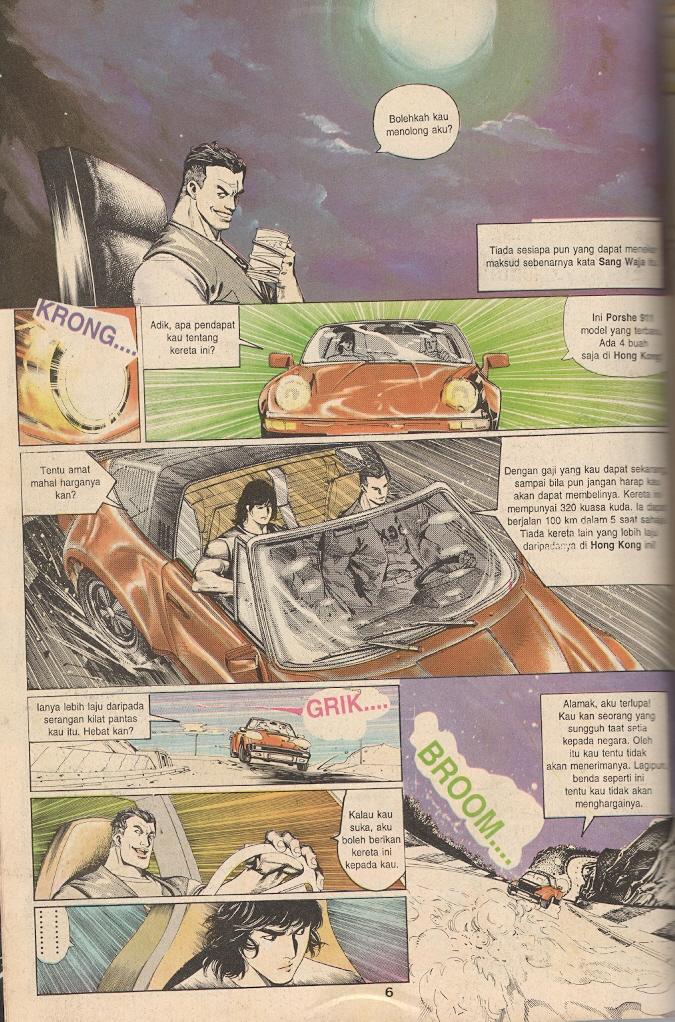 Bolehkah kau
menolong aku?
Tiada sesiapa pun yang dapat
maksud sebenarnya kata Sang Waja
KRONG....
Adik, apa pendapat
kau tentang
kereta ini?
Ini Porshe 911
model yang terbaru.
Ada 4 buah
saja di Hong Kong
Tentu amat
mahal harganya
kan?
Dengan gaji yang kau dapat sekarang,
sampai bila pun jangan harap kau
akan dapat membelinya. Kereta ini
mempunyai 320 kuasa kuda. Ia dapat
berjalan 100 km dalam 5 saat sahaja.
Tiada kereta lain yang lebih laju
daripadanya di Hong Kong ini!
Ianya lebih laju daripada
serangan kilat pantas
kau itu. Hebat kan?
GRIK....
Kalau kau
suka, aku
boleh berikan
kereta ini
kepada kau.
..........
Alamak, aku terlupa!
Kau kan seorang yang
sungguh taat setia
kepada negara. Oleh
itu kau tentu tidak
akan menerimanya. Lagipun,
benda seperti ini
tentu kau tidak akan
menghargainya.
BROOM....
6